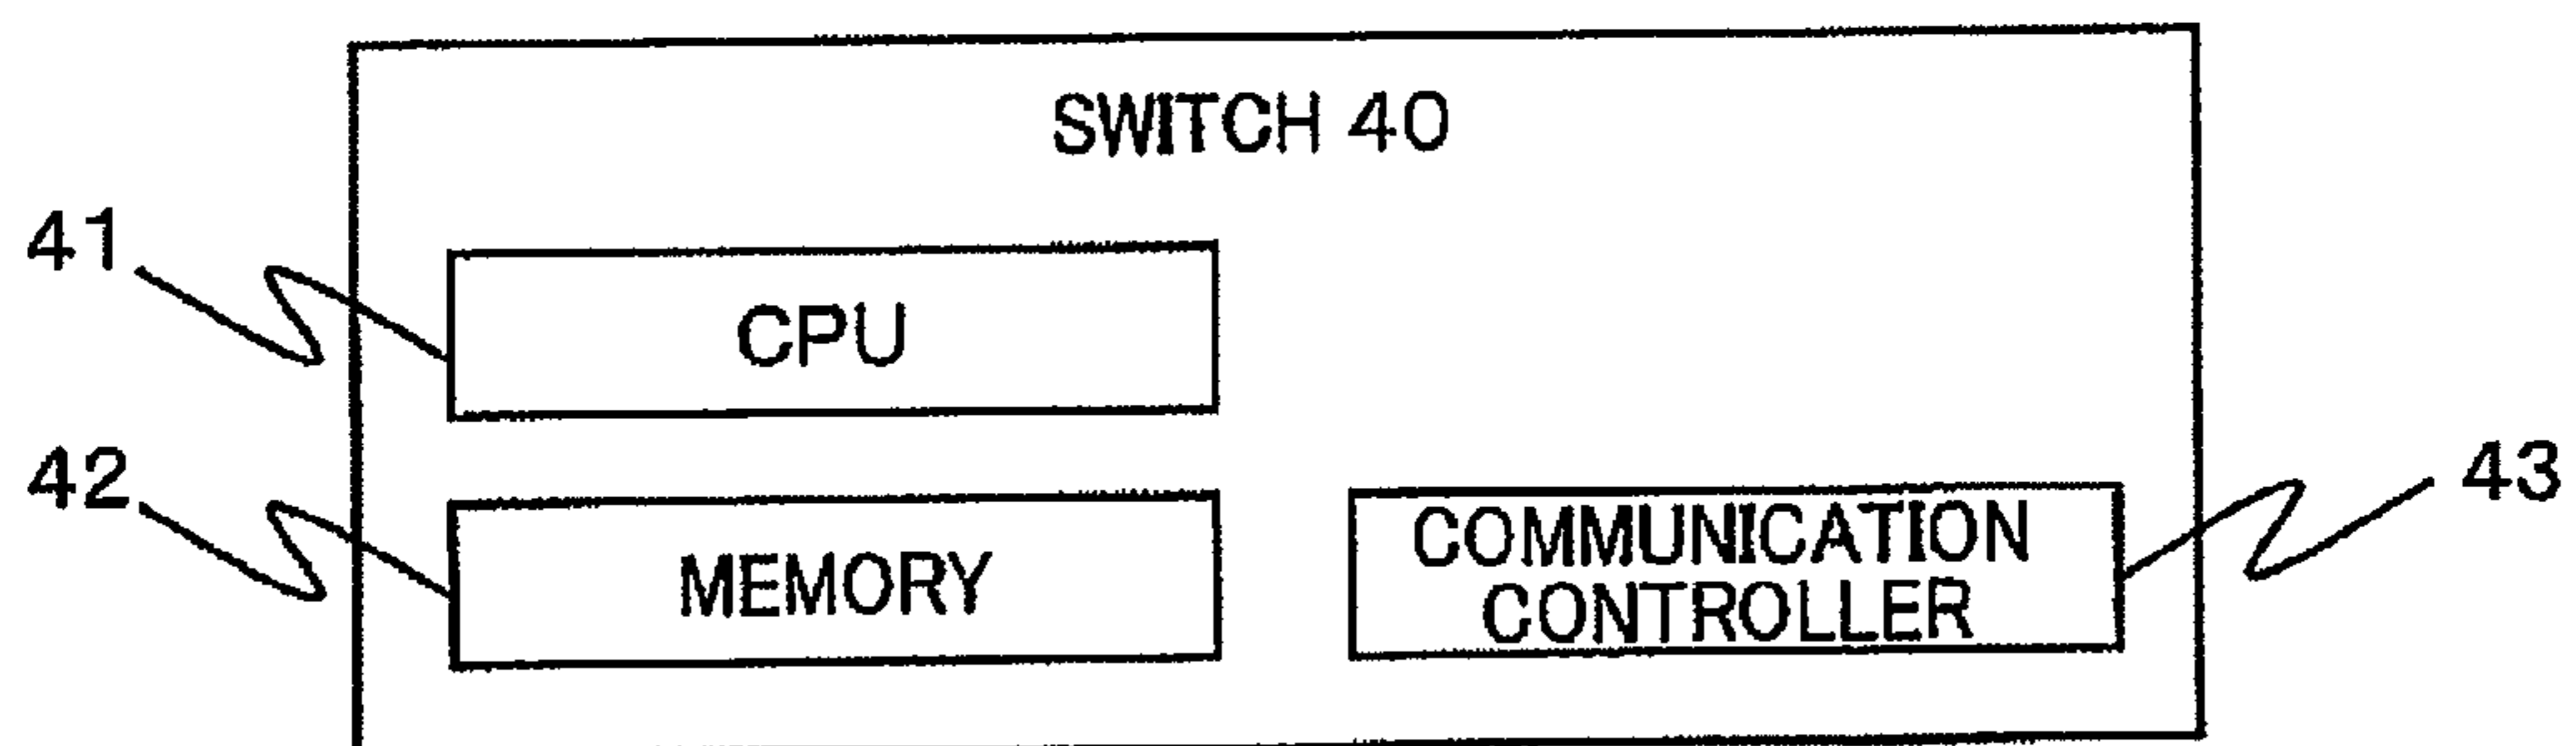 SWITCH 40
41
CPU
42
MEMORY
COMMUNICATION
CONTROLLER
43